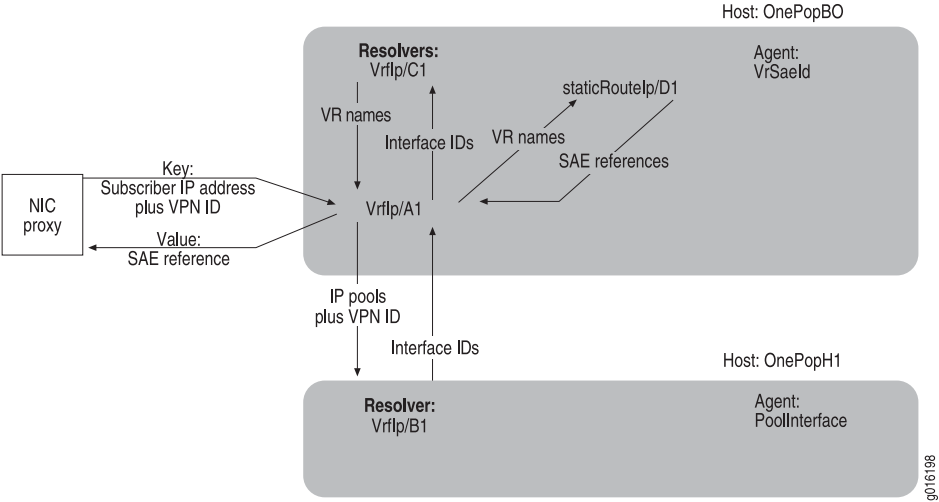 Host: OnePopBO
Resolvers:
VrfIp/C1
Agent:
VrSaeId
staticRouteIp/D1
VR names
Interface IDs
VR names
SAE references
Key:
Subscriber IP address
plus VPN ID
NIC
proxy
VrfIp/A1
Value:
SAE reference
IP pools
plus VPN ID
Interface IDs
Host: OnePopH1
Resolver:
VrfIp/B1
Agent:
PoolInterface
g016198